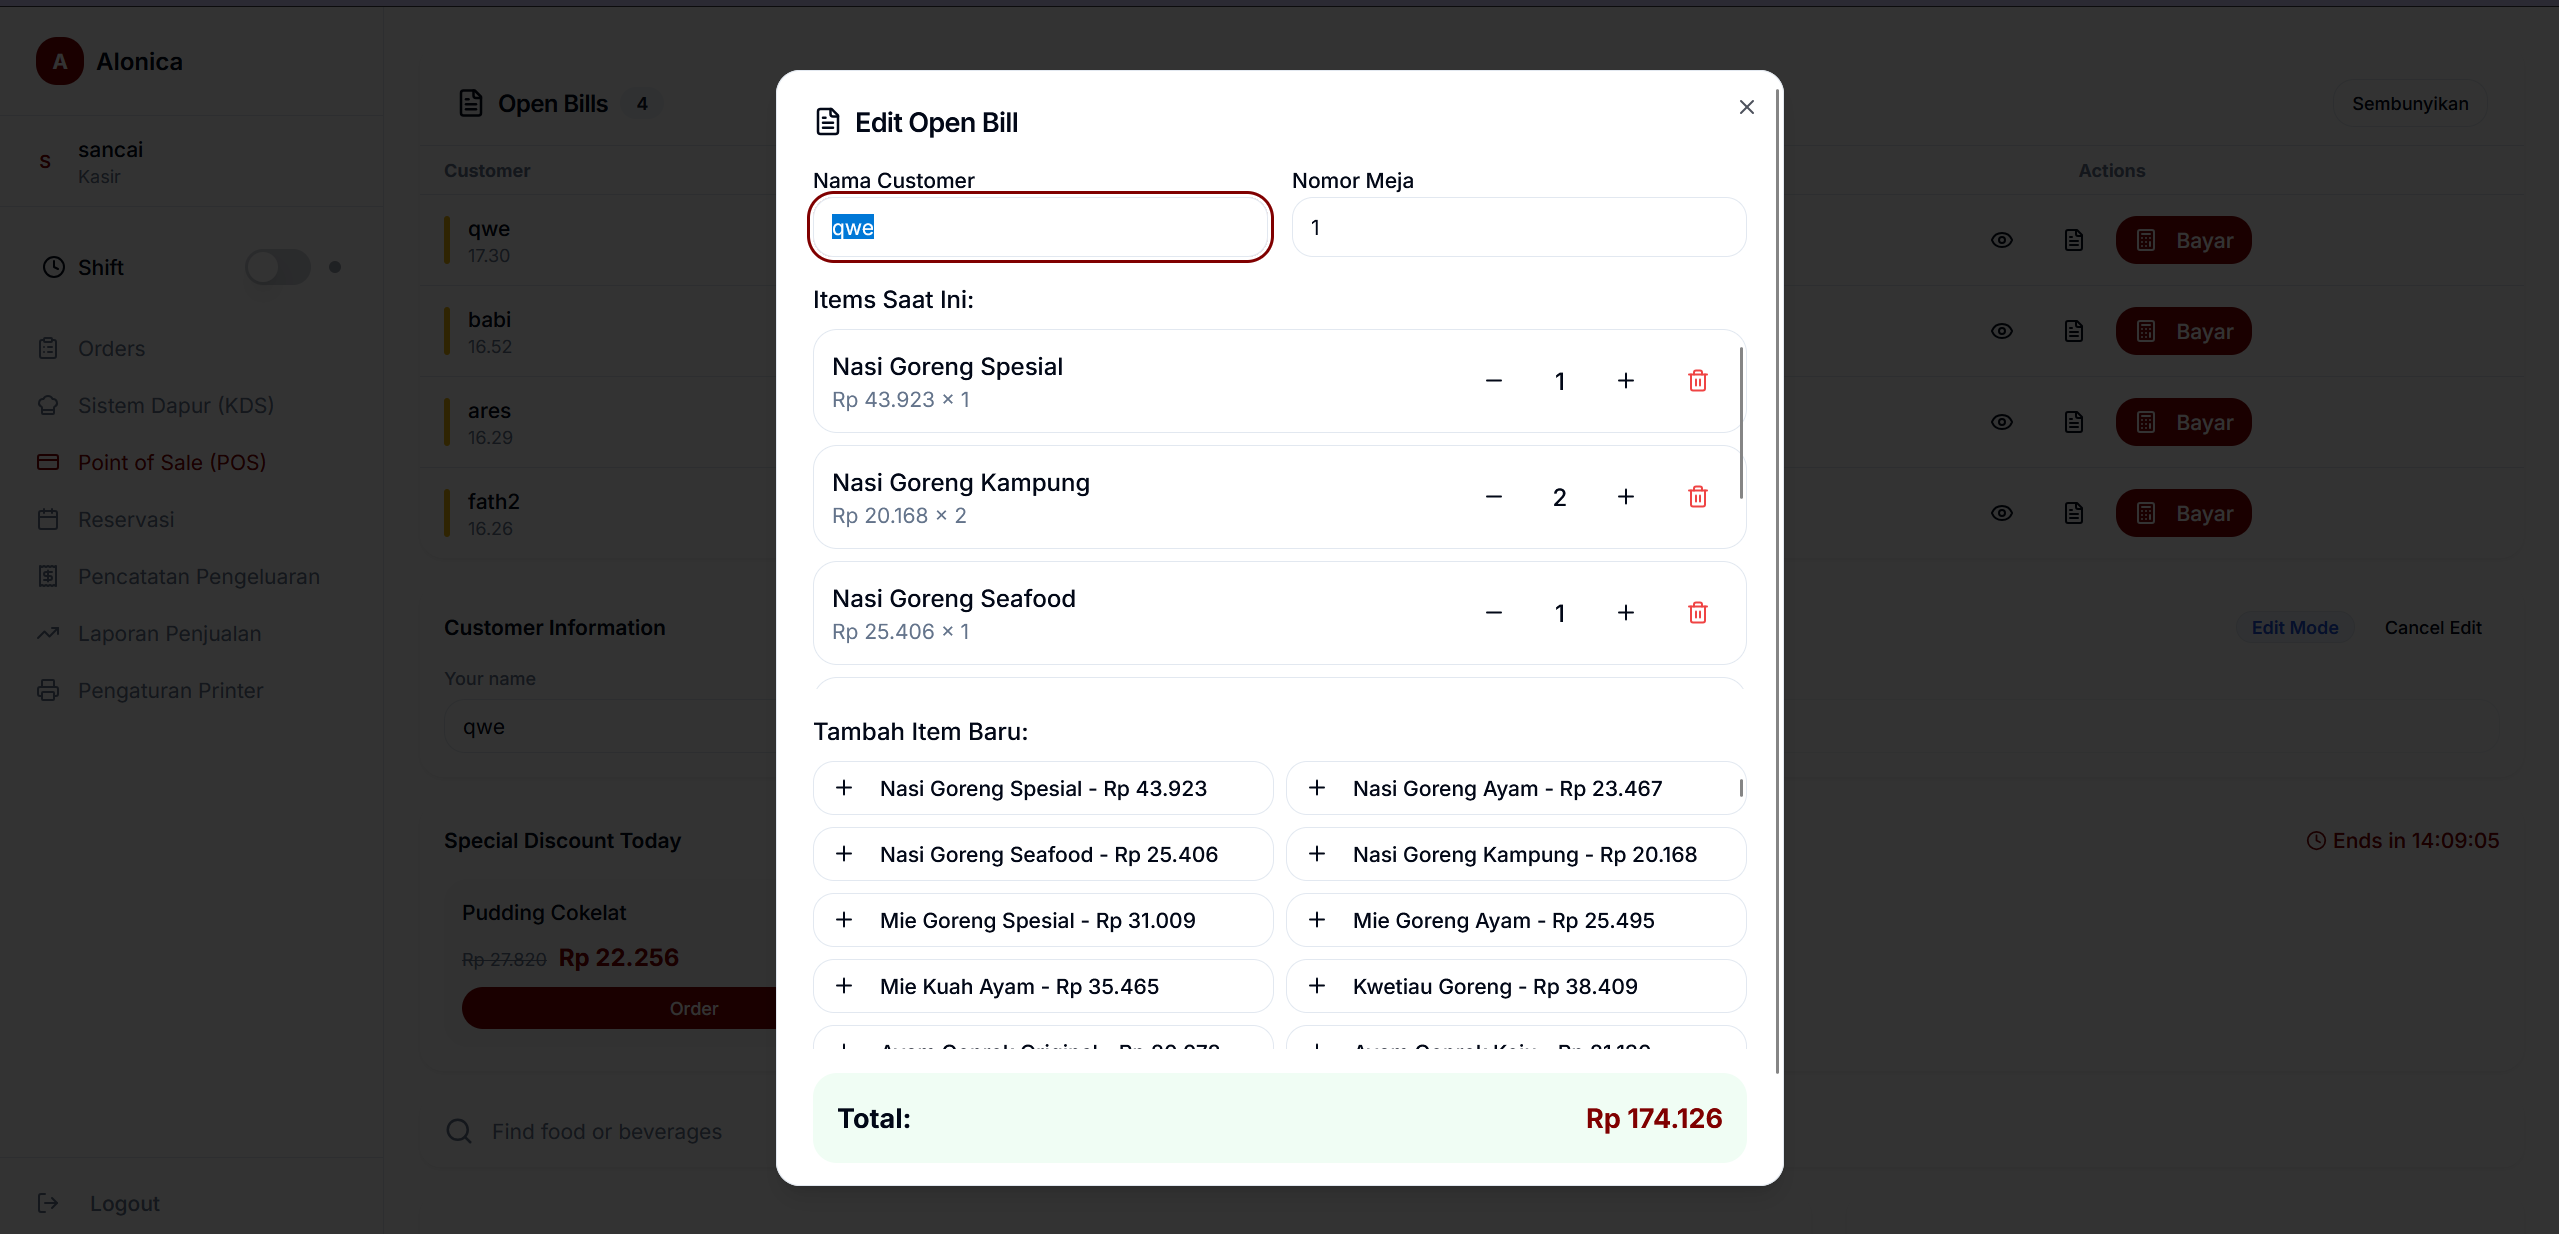 A Alonica
S sancai
Kasir
Shift
Orders
Sistem Dapur (KDS)
Point of Sale (POS)
Reservasi
Pencatatan Pengeluaran
Laporan Penjualan
Pengaturan Printer
Logout
Open Bills 4
Sembunyikan
Customer
Actions
qwe
17.30
Bayar
babi
16.52
Bayar
ares
16.29
Bayar
fath2
16.26
Bayar
Customer Information
Edit Mode Cancel Edit
Your name
qwe
Special Discount Today
Ends in 14:09:05
Pudding Cokelat
Rp 27.820 Rp 22.256
Order
Find food or beverages
Edit Open Bill
Nama Customer Nomor Meja
qwe 1
Items Saat Ini:
Nasi Goreng Spesial
Rp 43.923 × 1
− 1 +
Nasi Goreng Kampung
Rp 20.168 × 2
− 2 +
Nasi Goreng Seafood
Rp 25.406 × 1
− 1 +
Tambah Item Baru:
+ Nasi Goreng Spesial - Rp 43.923
+ Nasi Goreng Ayam - Rp 23.467
+ Nasi Goreng Seafood - Rp 25.406
+ Nasi Goreng Kampung - Rp 20.168
+ Mie Goreng Spesial - Rp 31.009
+ Mie Goreng Ayam - Rp 25.495
+ Mie Kuah Ayam - Rp 35.465
+ Kwetiau Goreng - Rp 38.409
Total: Rp 174.126